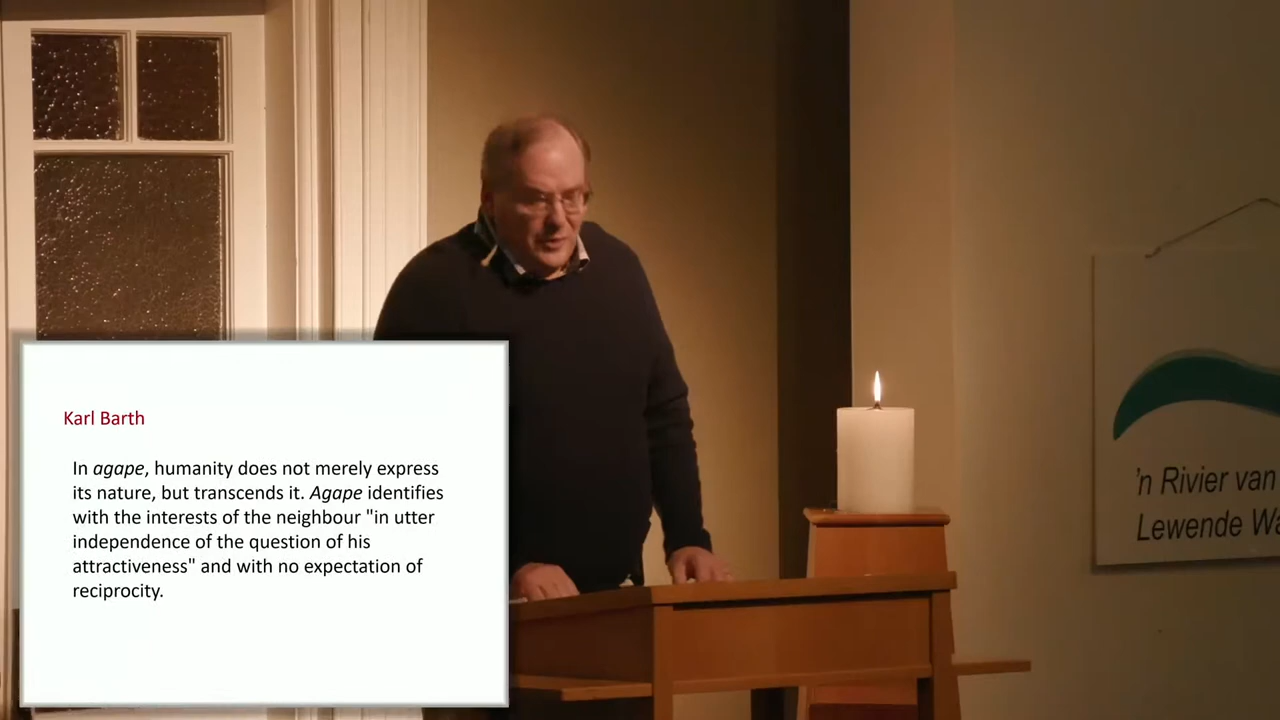 Karl Barth
In agape, humanity does not merely express
its nature, but transcends it. Agape identifies
with the interests of the neighbour "in utter
independence of the question of his
attractiveness" and with no expectation of
reciprocity.
'n Rivier van
Lewende